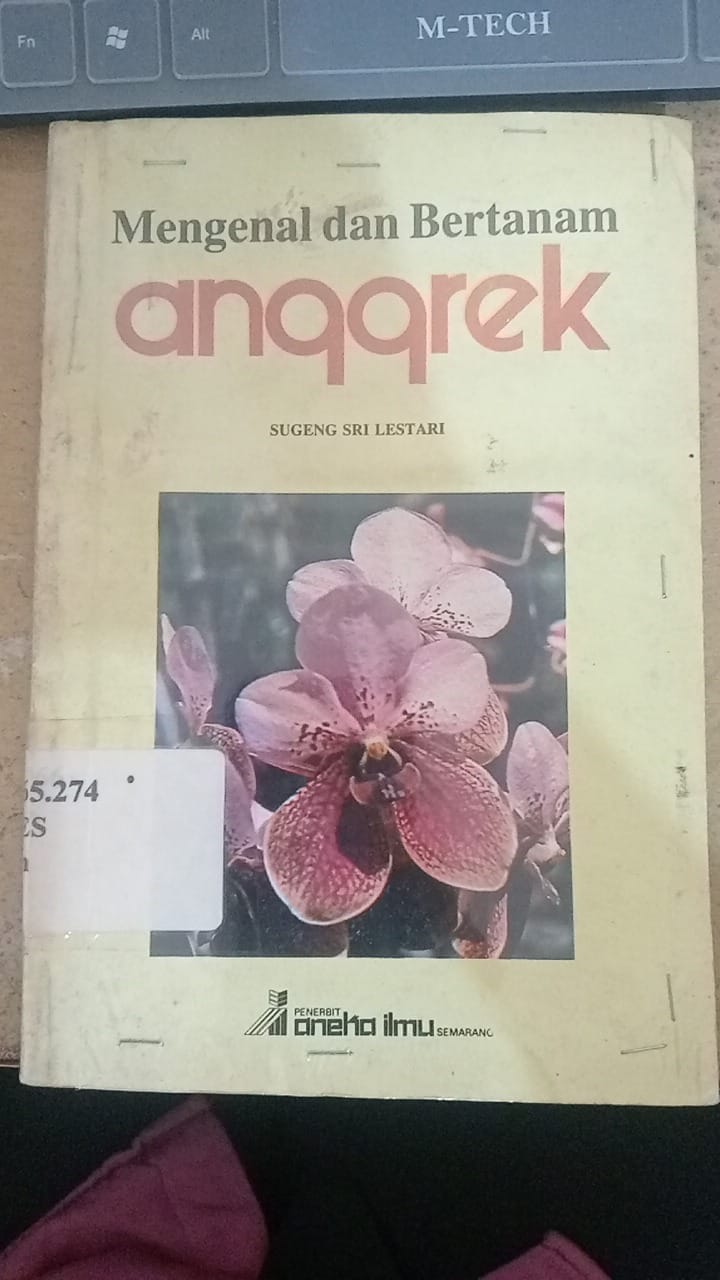 Fn
Alt
M-TECH
Mengenal dan Bertanam
anggrek
SUGENG SRI LESTARI
5.274
ES
PENERBIT
aneka ilmu SEMARANG